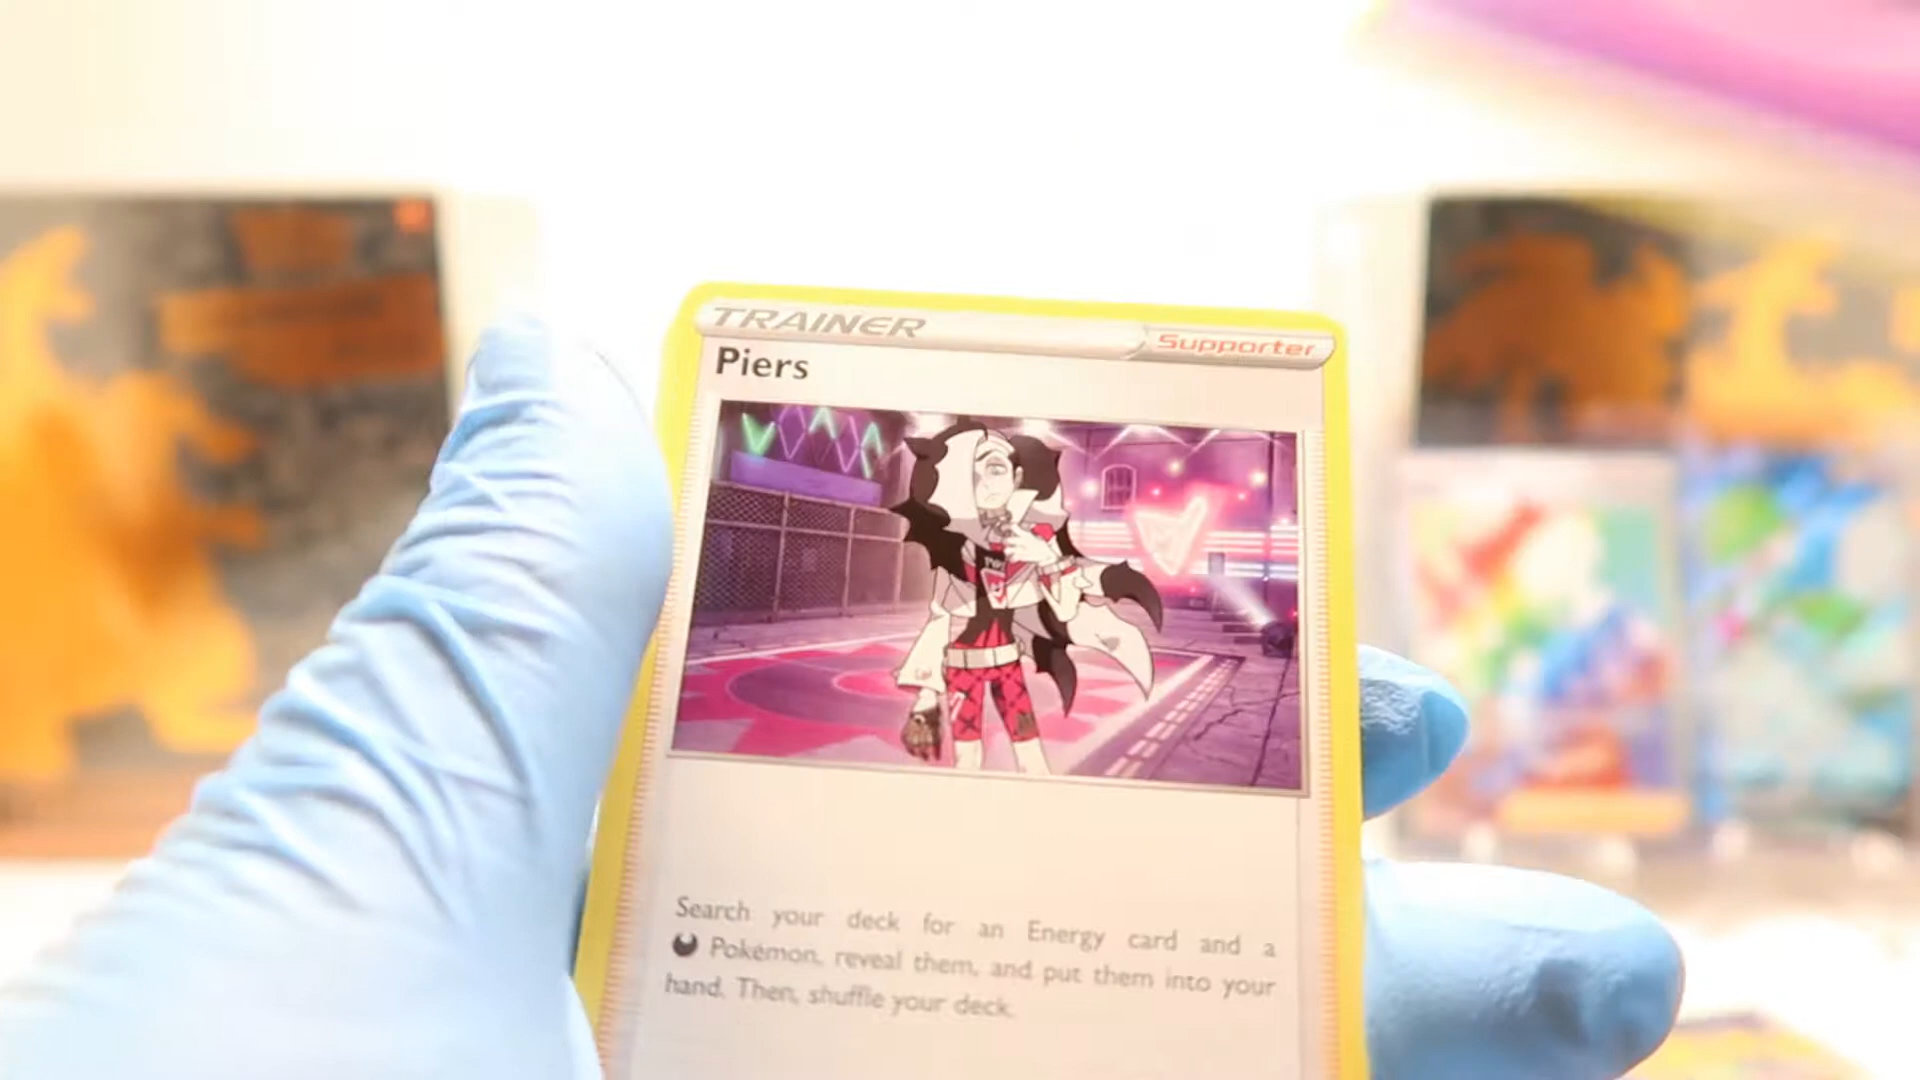 TRAINER
Supporter
Piers
Search your deck for an Energy card and a
Pokémon, reveal them, and put them into your
hand. Then, shuffle your deck.